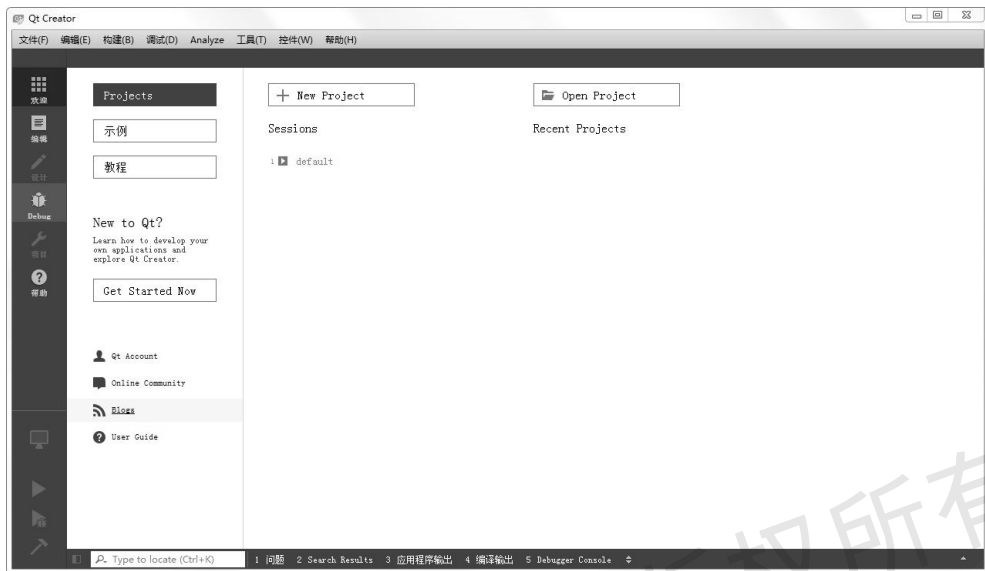 Qt Creator
文件(F) 编辑(E) 构建(B) 调试(D) Analyze 工具(T) 控件(W) 帮助(H)
欢迎
编辑
设计
Debug
项目
帮助
Projects
示例
教程
New to Qt?
Learn how to develop your
own applications and
explore Qt Creator.
Get Started Now
Qt Account
Online Community
Blogs
User Guide
+ New Project
Open Project
Sessions
Recent Projects
1 default
Type to locate (Ctrl+K)
1 问题 2 Search Results 3 应用程序输出 4 编译输出 5 Debugger Console
权所有